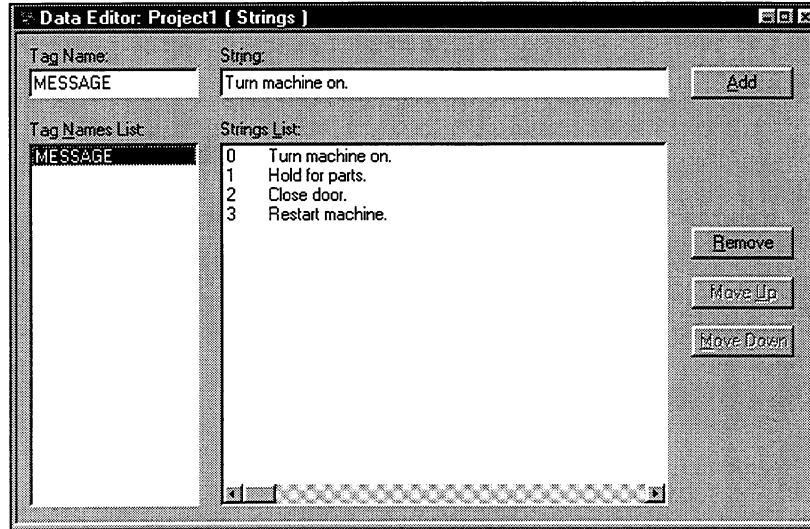 Data Editor: Project1 ( Strings )
Tag Name:
String:
MESSAGE
Turn machine on.
Add
Tag Names List:
Strings List:
MESSAGE
0 Turn machine on.
1 Hold for parts.
2 Close door.
3 Restart machine.
Remove
Move Up
Move Down